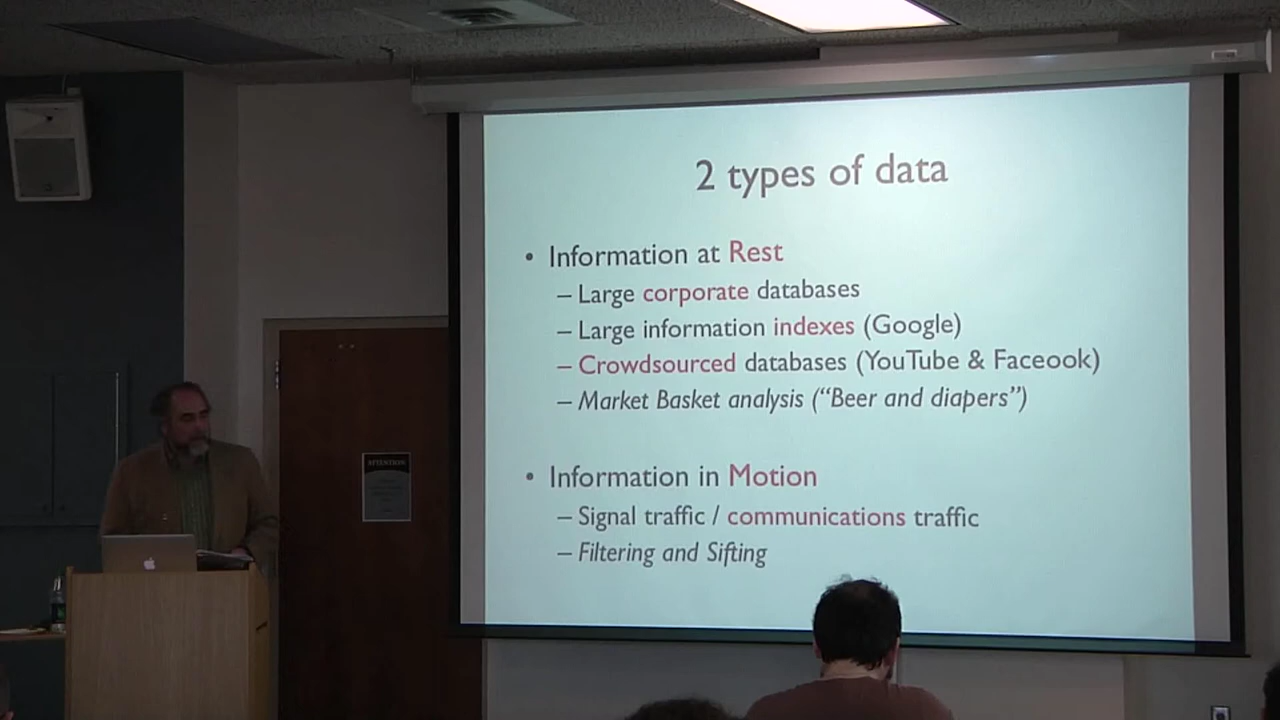 2 types of data
• Information at Rest
– Large corporate databases
– Large information indexes (Google)
– Crowdsourced databases (YouTube & Faceook)
– Market Basket analysis (“Beer and diapers”)
• Information in Motion
– Signal traffic / communications traffic
– Filtering and Sifting
ATTENTION